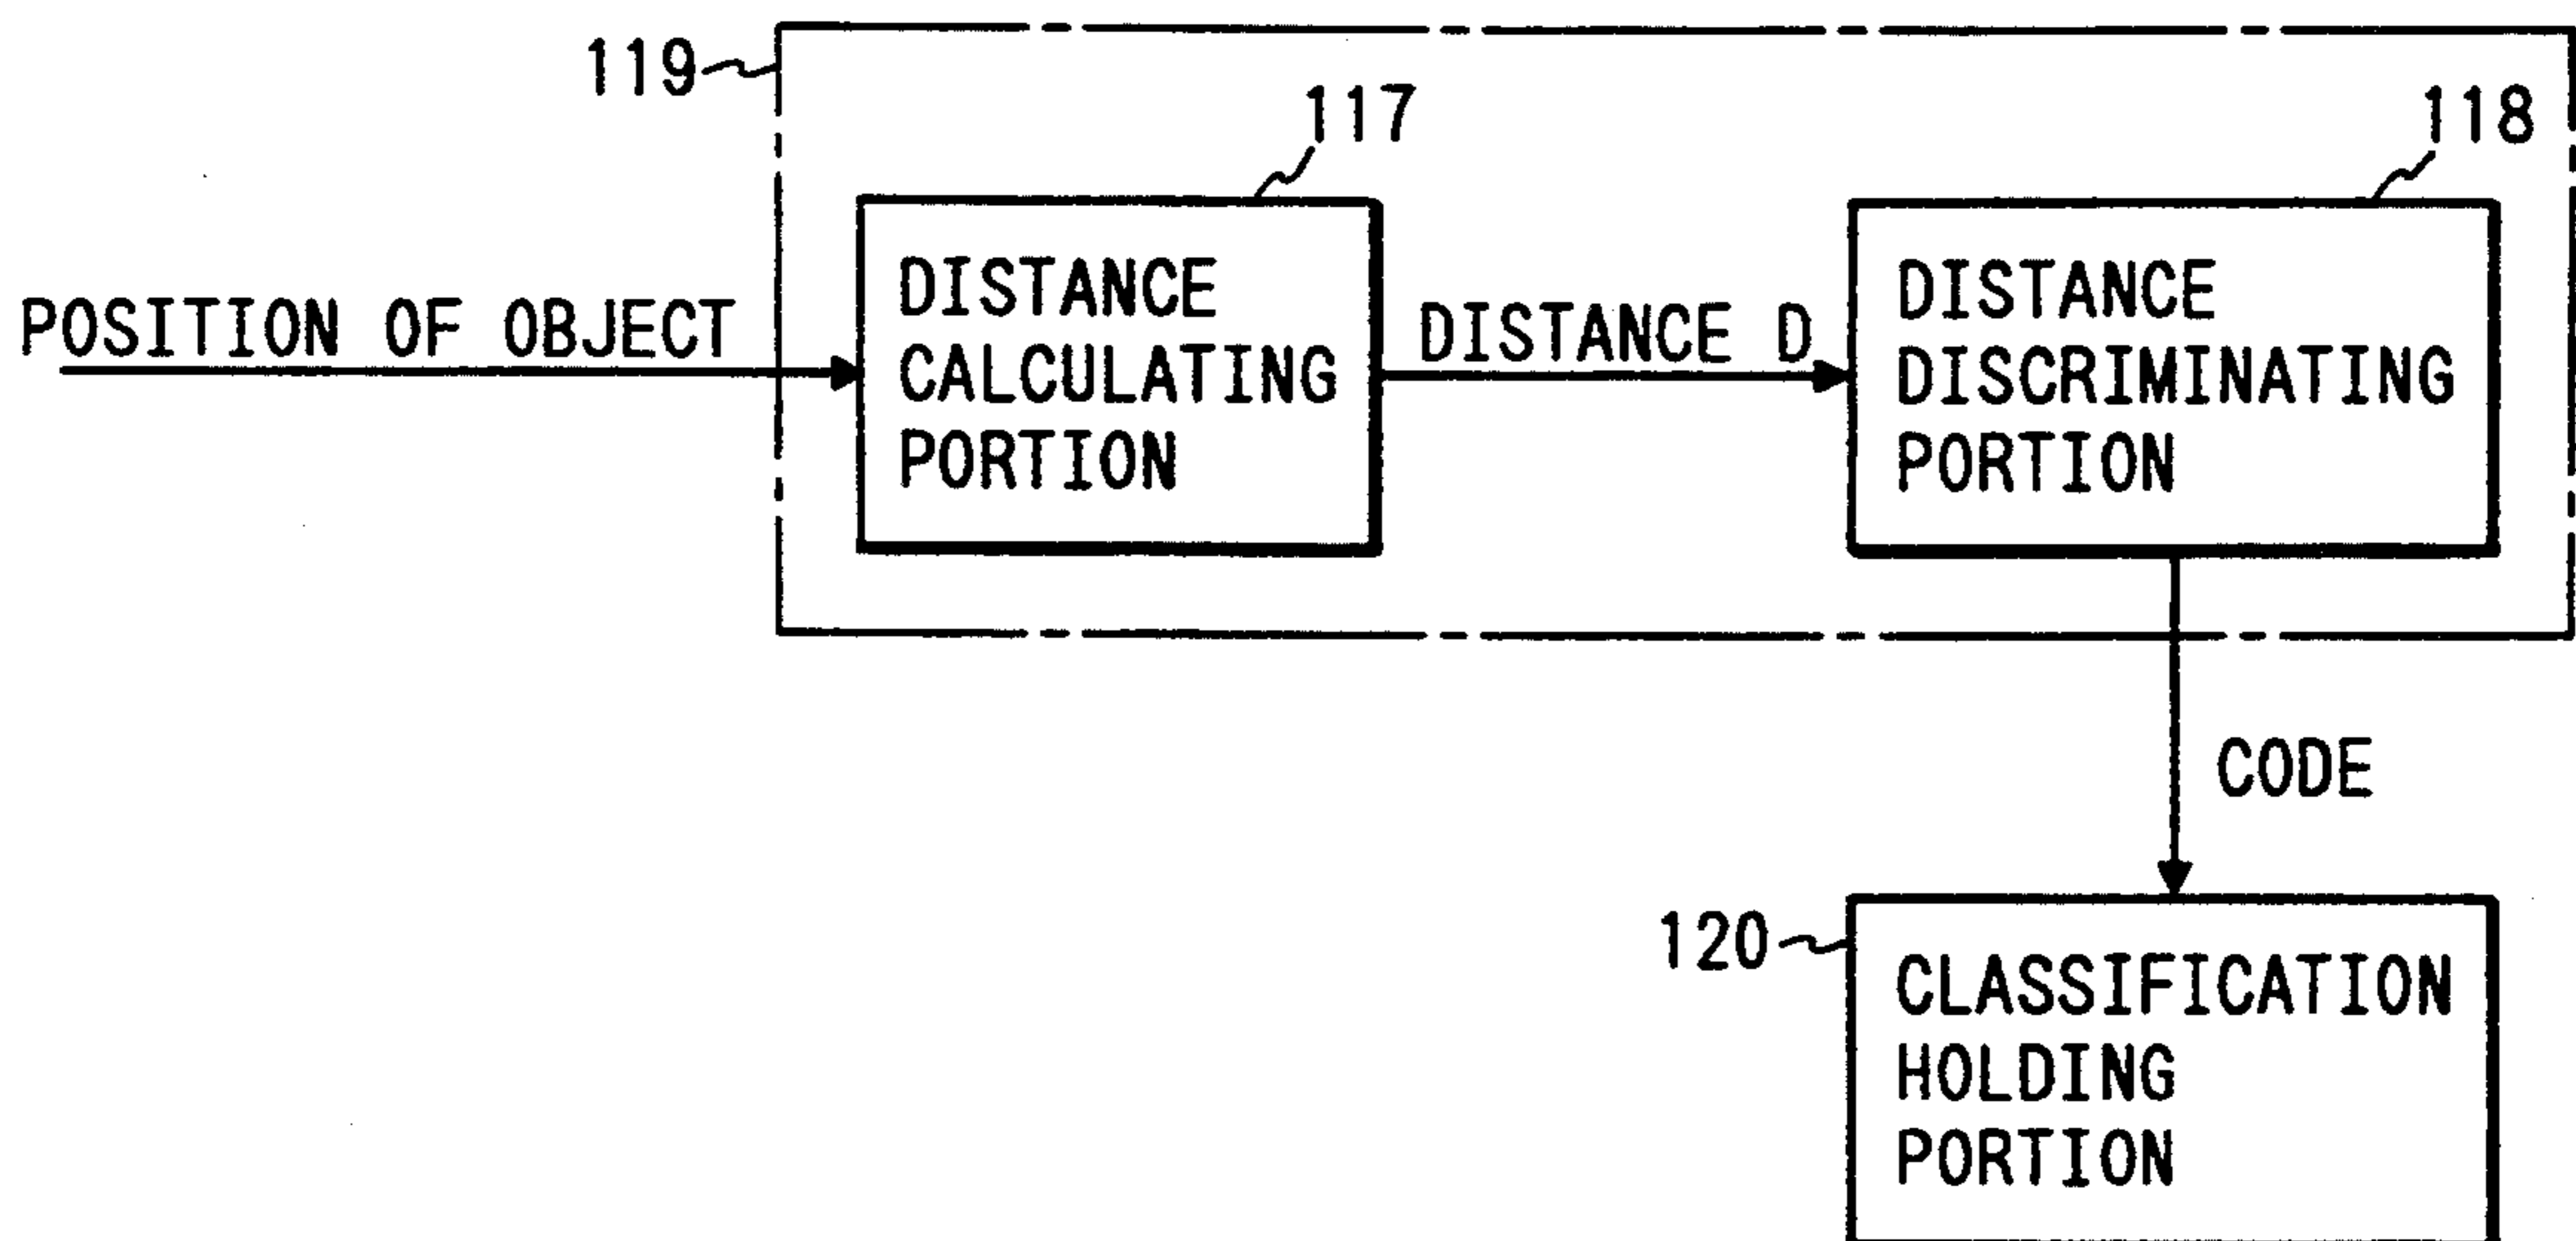 119
117
118
POSITION OF OBJECT
DISTANCE
CALCULATING
PORTION
DISTANCE D
DISTANCE
DISCRIMINATING
PORTION
CODE
120
CLASSIFICATION
HOLDING
PORTION